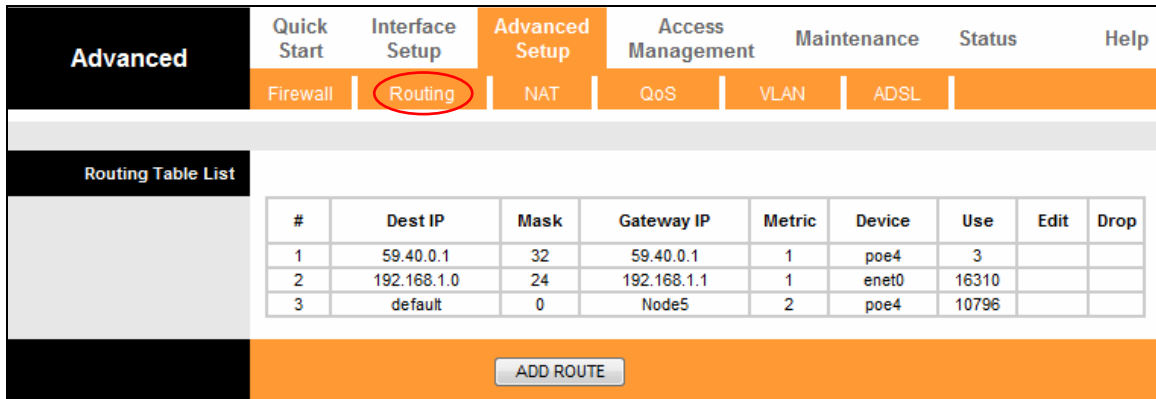 Advanced
Quick Start Interface Setup Advanced Setup Access Management Maintenance Status Help
Firewall Routing NAT QoS VLAN ADSL
Routing Table List
# Dest IP Mask Gateway IP Metric Device Use Edit Drop
1 59.40.0.1 32 59.40.0.1 1 poe4 3
2 192.168.1.0 24 192.168.1.1 1 enet0 16310
3 default 0 Node5 2 poe4 10796
ADD ROUTE